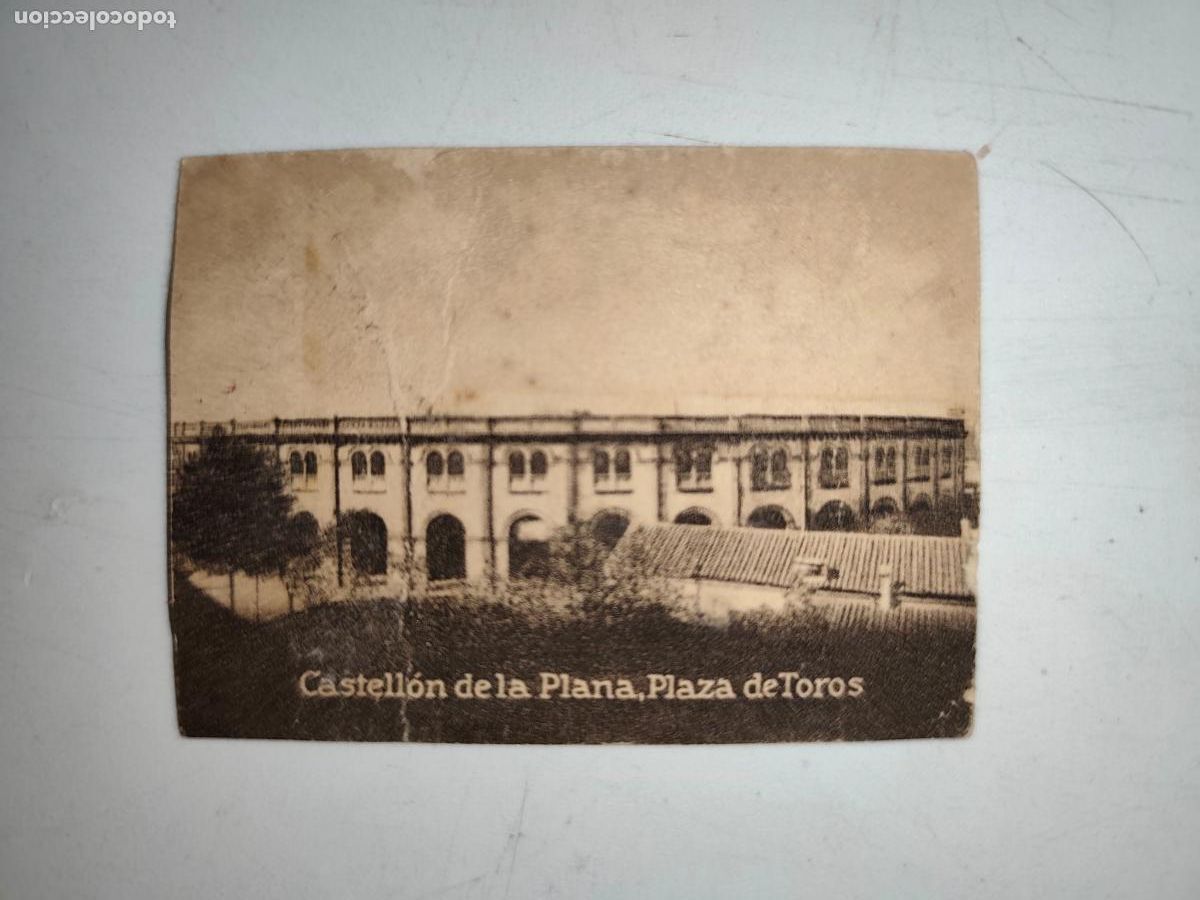 todocoleccion
Castellón de la Plana, Plaza de Toros